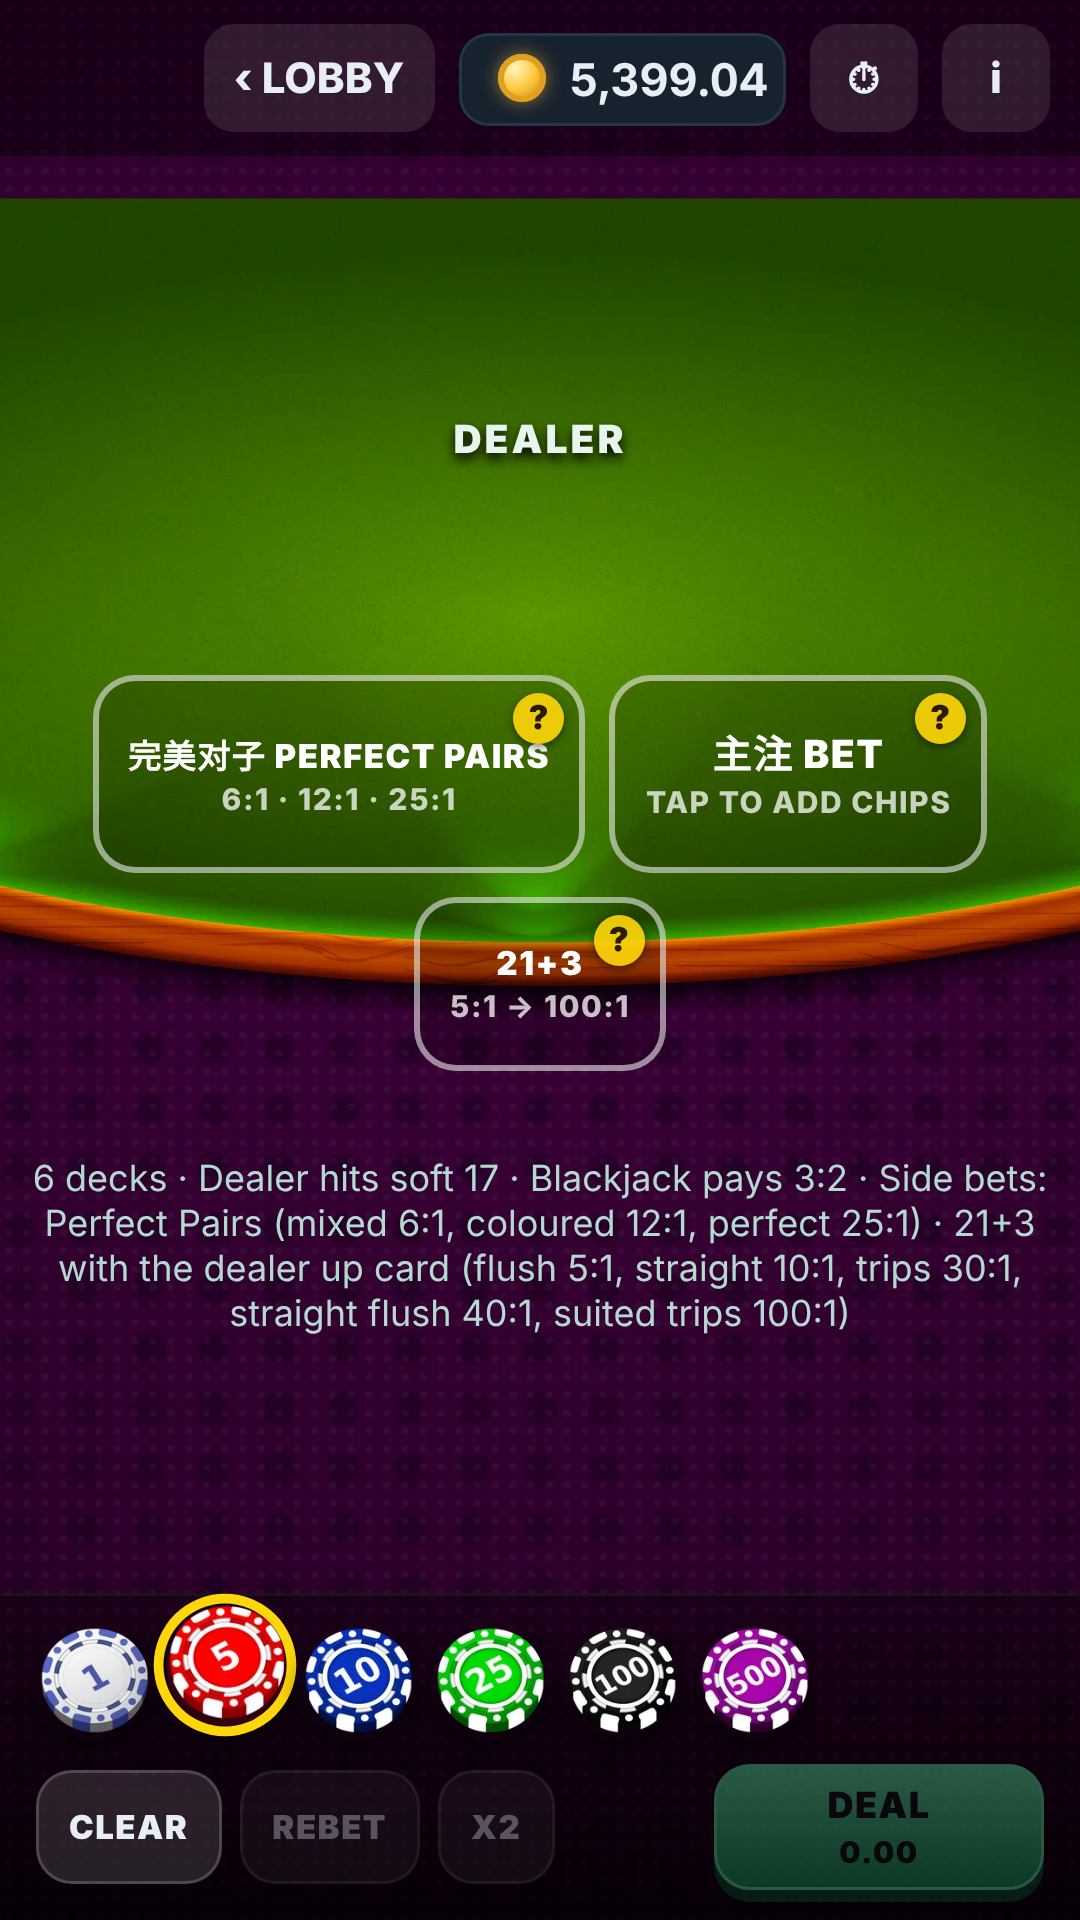 ‹ LOBBY
5,399.04
i
DEALER
?
完美对子 PERFECT PAIRS
6:1 · 12:1 · 25:1
?
主注 BET
TAP TO ADD CHIPS
?
21+3
5:1 → 100:1
6 decks · Dealer hits soft 17 · Blackjack pays 3:2 · Side bets:
Perfect Pairs (mixed 6:1, coloured 12:1, perfect 25:1) · 21+3
with the dealer up card (flush 5:1, straight 10:1, trips 30:1,
straight flush 40:1, suited trips 100:1)
1
5
10
25
100
500
CLEAR
REBET
X2
DEAL
0.00